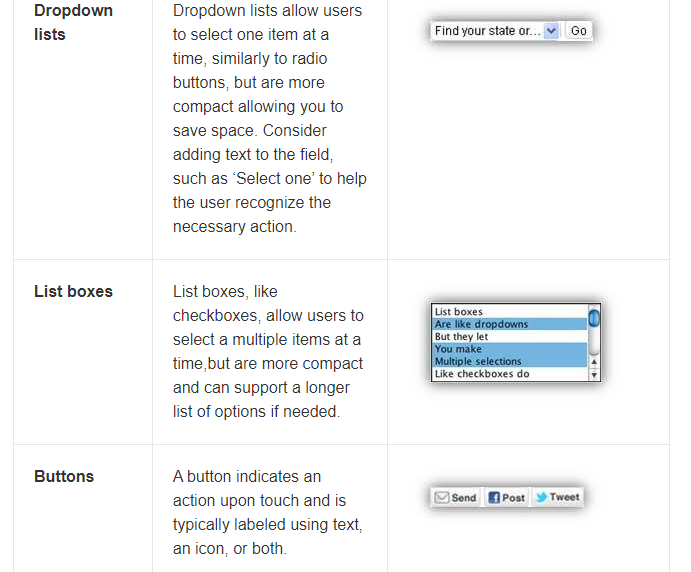 Dropdown
lists
Dropdown lists allow users
to select one item at a
time, similarly to radio
buttons, but are more
compact allowing you to
save space. Consider
adding text to the field,
such as ‘Select one’ to help
the user recognize the
necessary action.
Find your state or... Go
List boxes
List boxes, like
checkboxes, allow users to
select a multiple items at a
time,but are more compact
and can support a longer
list of options if needed.
List boxes
Are like dropdowns
But they let
You make
Multiple selections
Like checkboxes do
Buttons
A button indicates an
action upon touch and is
typically labeled using text,
an icon, or both.
Send Post Tweet